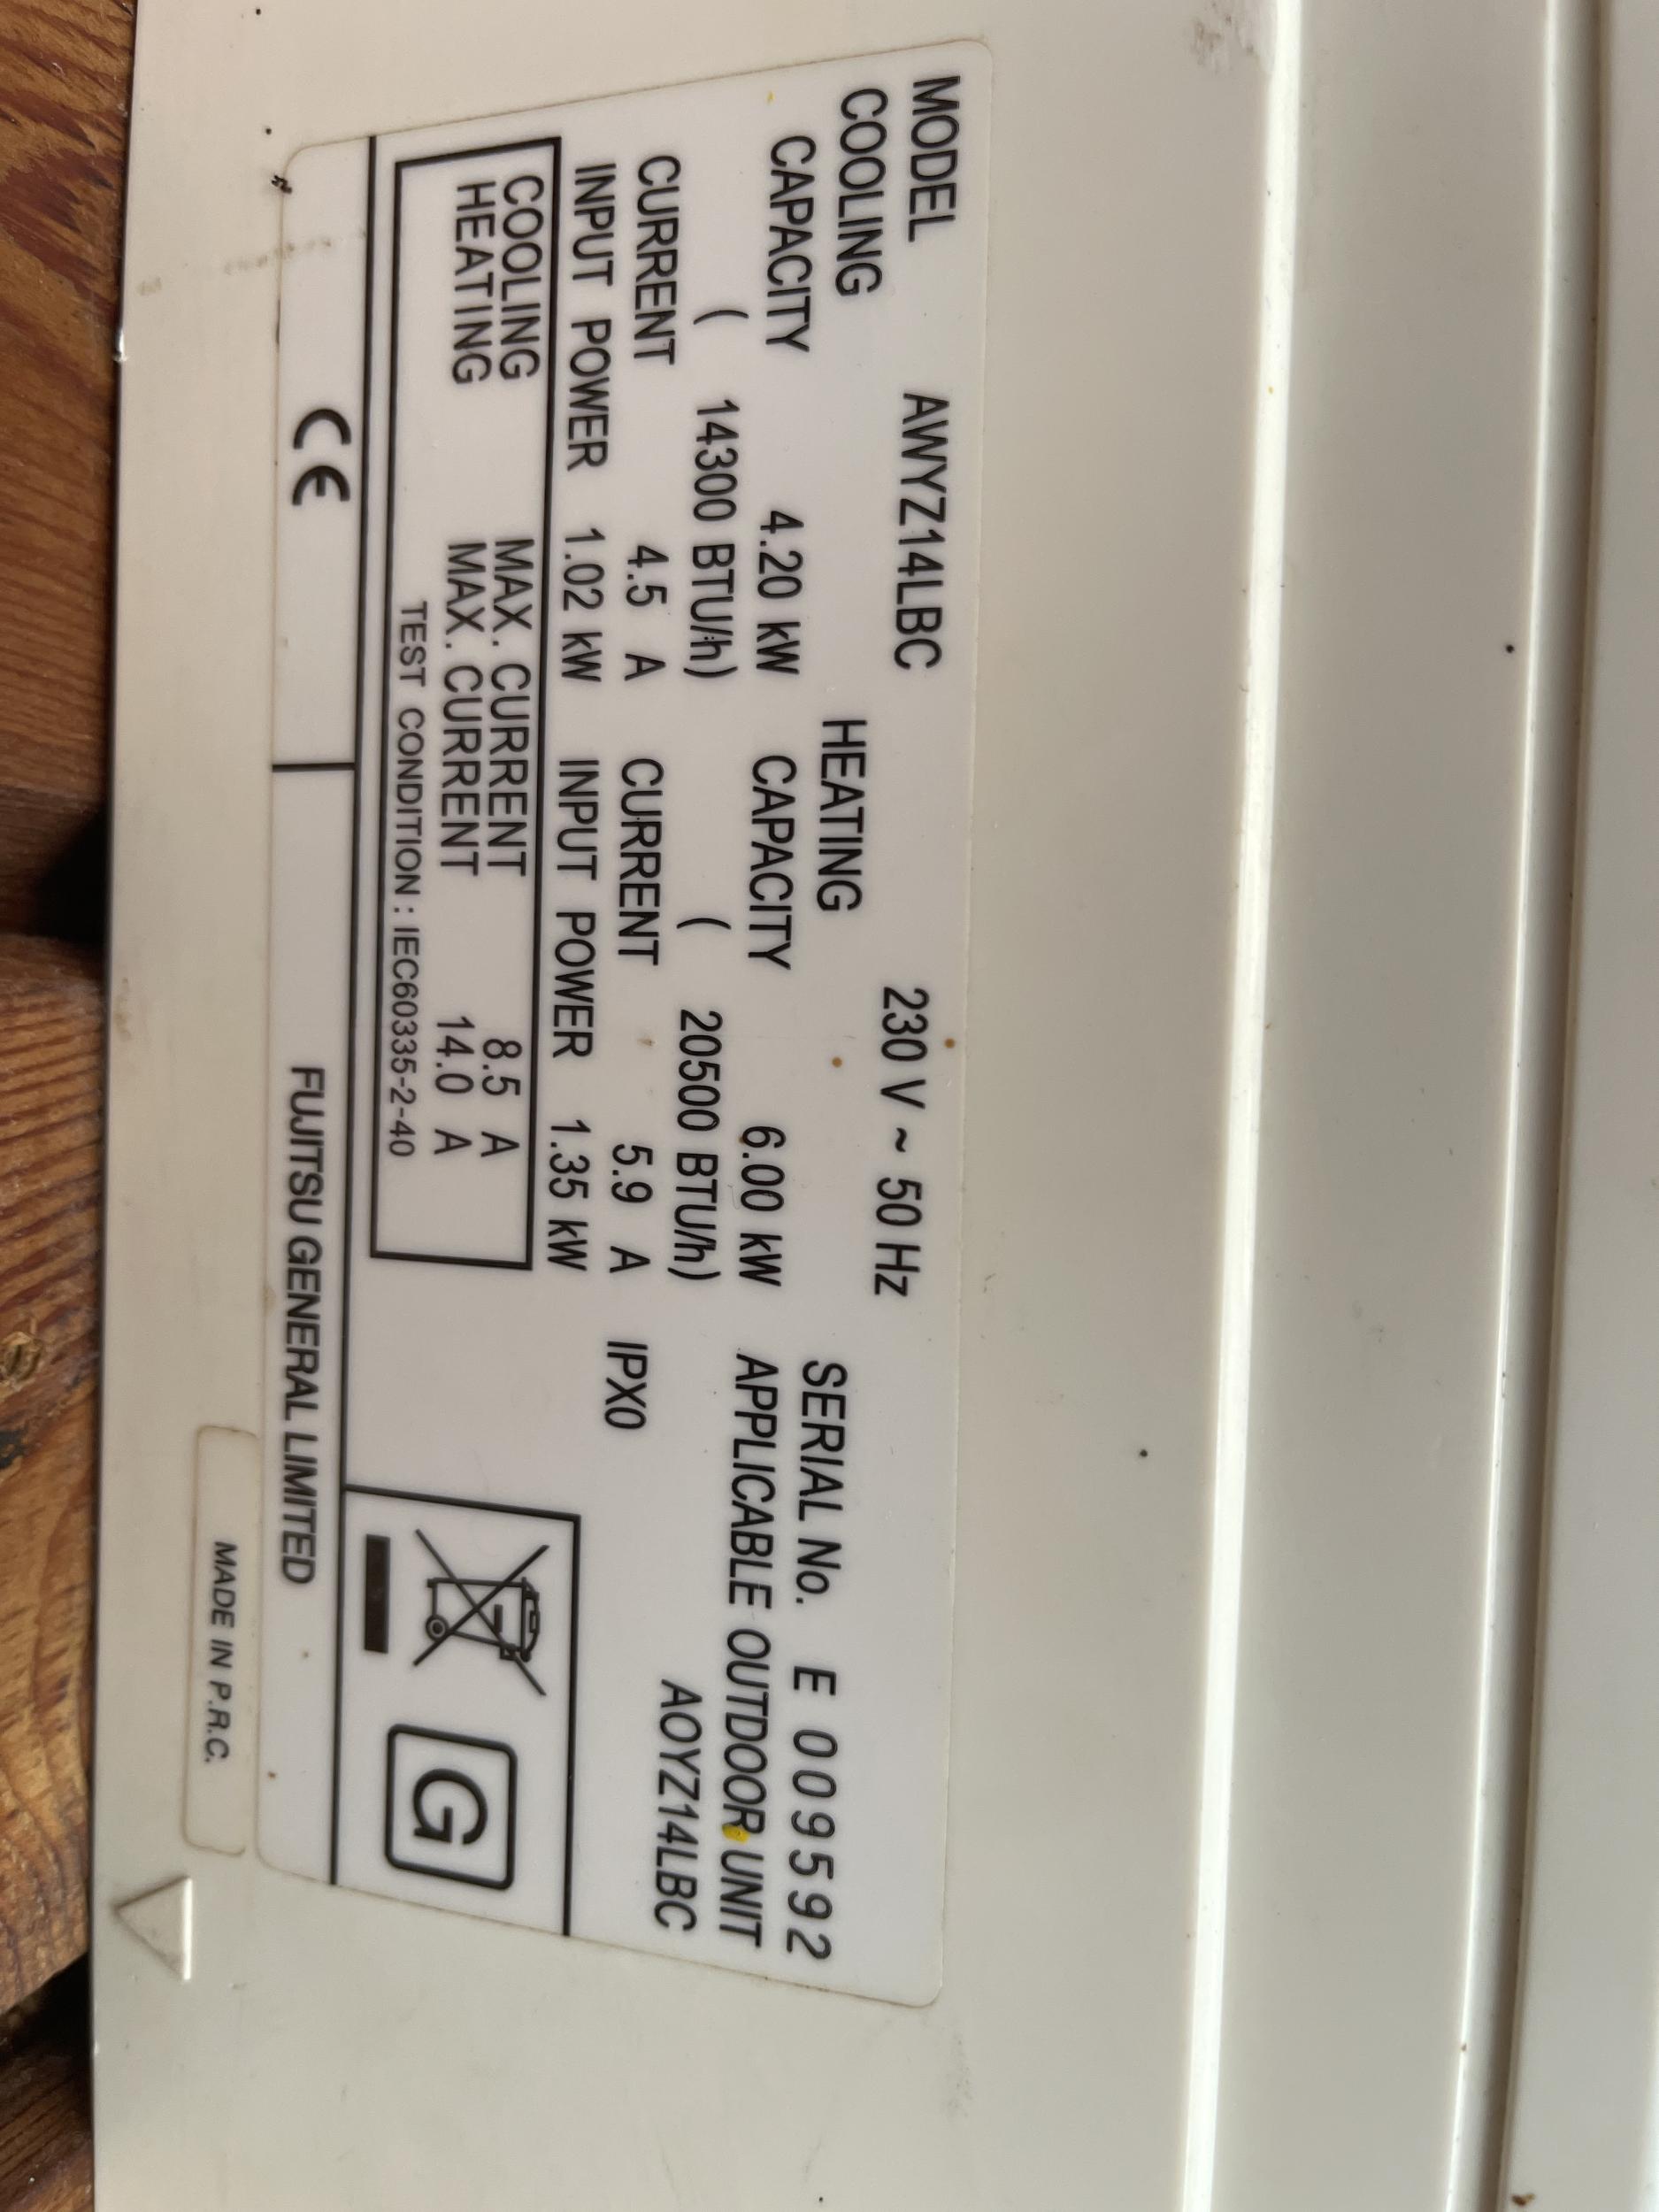 MODEL AWYZ14LBC 230 V ~ 50 Hz
SERIAL No. E 009592
COOLING HEATING
APPLICABLE OUTDOOR UNIT
CAPACITY 4.20 kW CAPACITY 6.00 kW
AOYZ14LBC
( 14300 BTU/h) ( 20500 BTU/h)
CURRENT 4.5 A CURRENT 5.9 A IPX0
INPUT POWER 1.02 kW INPUT POWER 1.35 kW
COOLING MAX. CURRENT 8.5 A
HEATING MAX. CURRENT 14.0 A
TEST CONDITION : IEC60335-2-40
G
CE
FUJITSU GENERAL LIMITED
MADE IN P.R.C.